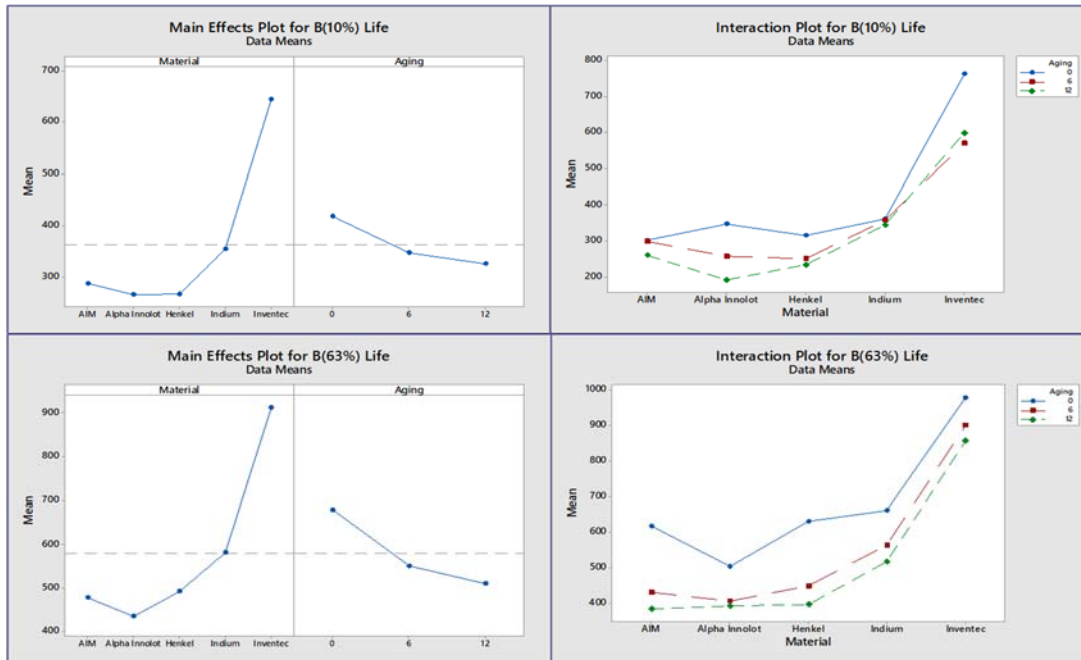 Main Effects Plot for B(10%) Life
Data Means
Material
Aging
700
600
500
400
300
Mean
AIM
Alpha Innolot
Henkel
Indium
Inventec
0
6
12
Interaction Plot for B(10%) Life
Data Means
Aging
0
6
12
800
700
600
500
400
300
200
Mean
AIM
Alpha Innolot
Henkel
Indium
Inventec
Material
Main Effects Plot for B(63%) Life
Data Means
Material
Aging
900
800
700
600
500
400
Mean
AIM
Alpha Innolot
Henkel
Indium
Inventec
0
6
12
Interaction Plot for B(63%) Life
Data Means
Aging
0
6
12
1000
900
800
700
600
500
400
Mean
AIM
Alpha Innolot
Henkel
Indium
Inventec
Material